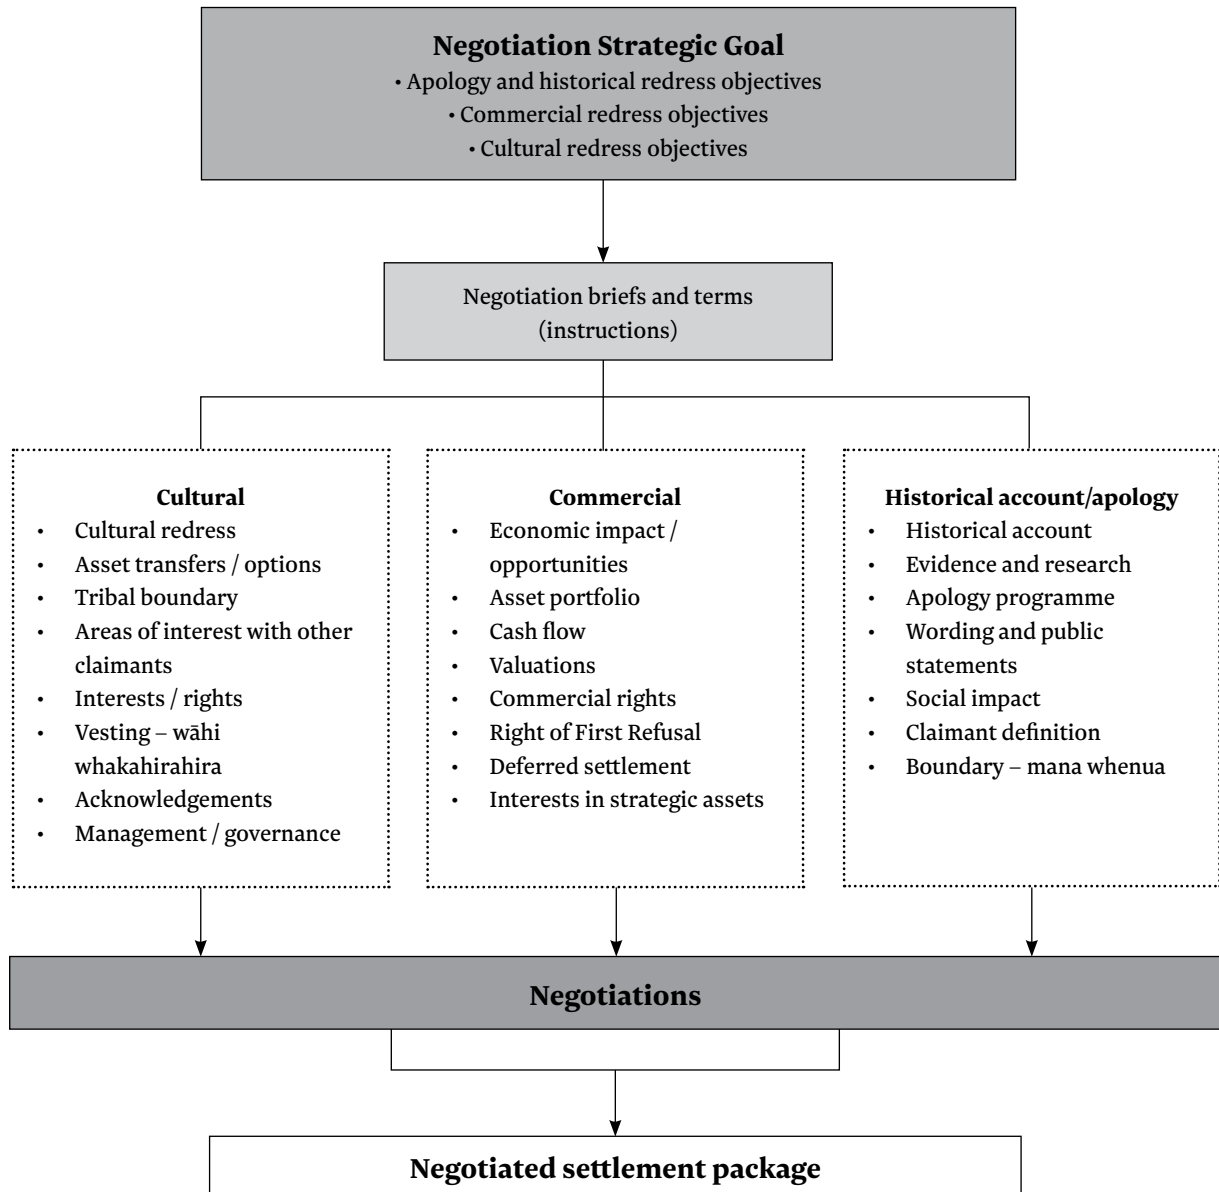 Negotiation Strategic Goal
• Apology and historical redress objectives
• Commercial redress objectives
• Cultural redress objectives
Negotiation briefs and terms
(instructions)
Cultural
• Cultural redress
• Asset transfers / options
• Tribal boundary
• Areas of interest with other
claimants
• Interests / rights
• Vesting – wāhi
whakahirahira
• Acknowledgements
• Management / governance
Commercial
• Economic impact /
opportunities
• Asset portfolio
• Cash flow
• Valuations
• Commercial rights
• Right of First Refusal
• Deferred settlement
• Interests in strategic assets
Historical account/apology
• Historical account
• Evidence and research
• Apology programme
• Wording and public
statements
• Social impact
• Claimant definition
• Boundary – mana whenua
Negotiations
Negotiated settlement package